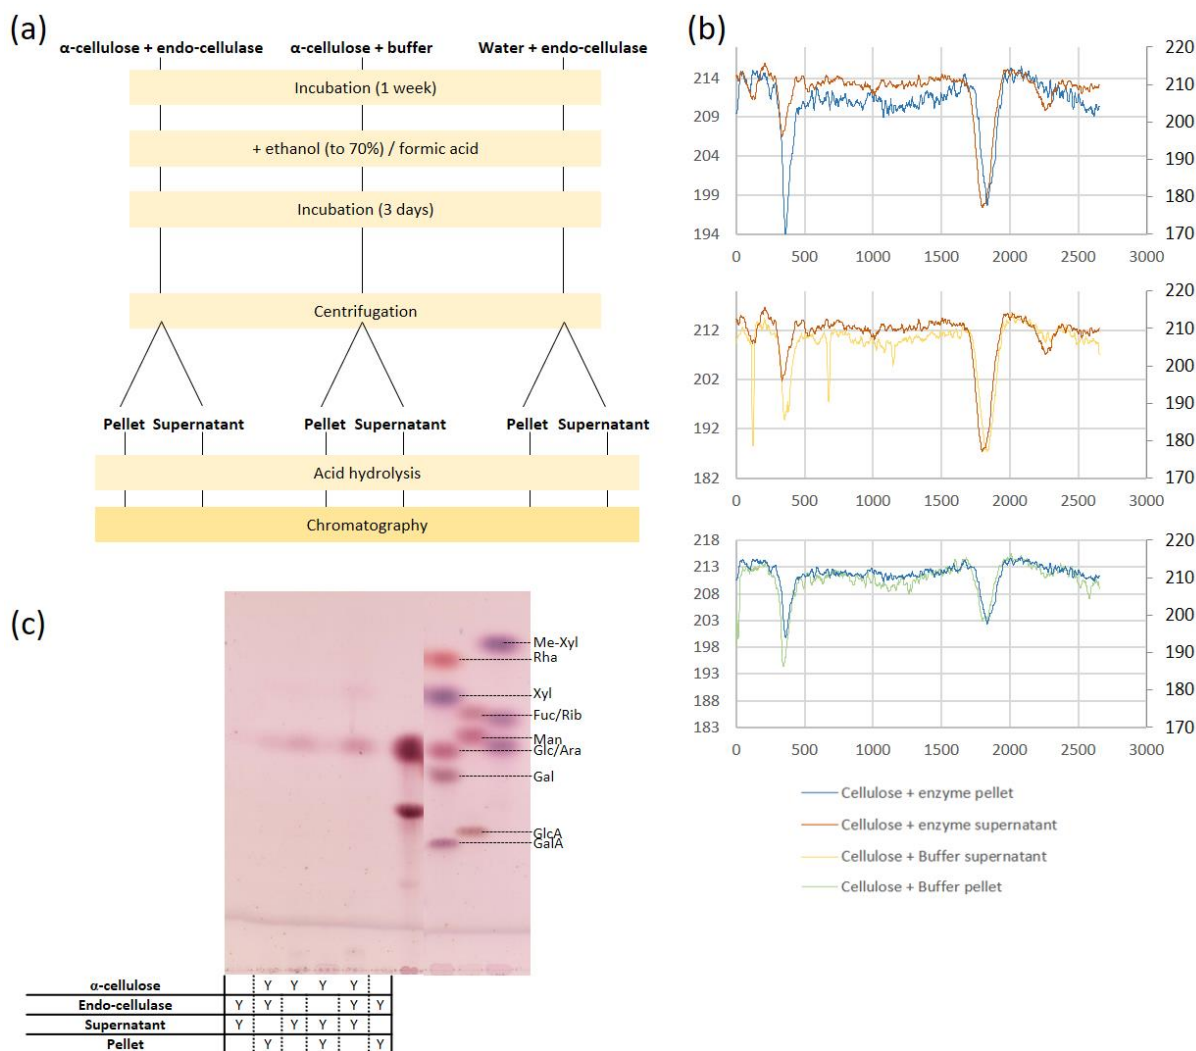 (a)
α-cellulose + endo-cellulase α-cellulose + buffer Water + endo-cellulase
Incubation (1 week)
+ ethanol (to 70%) / formic acid
Incubation (3 days)
Centrifugation
Pellet Supernatant Pellet Supernatant Pellet Supernatant
Acid hydrolysis
Chromatography
(b)
220
214 210
209 200
204 190
199 180
194 170
0 500 1000 1500 2000 2500 3000
220
212 210
202 200
192 190
180
182 170
0 500 1000 1500 2000 2500 3000
218 220
213 210
208
203 200
198
193 190
188 180
183 170
0 500 1000 1500 2000 2500 3000
Cellulose + enzyme pellet
Cellulose + enzyme supernatant
Cellulose + Buffer supernatant
Cellulose + Buffer pellet
(c)
Me-Xyl
Rha
Xyl
Fuc/Rib
Man
Glc/Ara
Gal
GlcA
GalA
α-cellulose Y Y Y Y
Endo-cellulase Y Y Y Y
Supernatant Y Y Y Y
Pellet Y Y Y